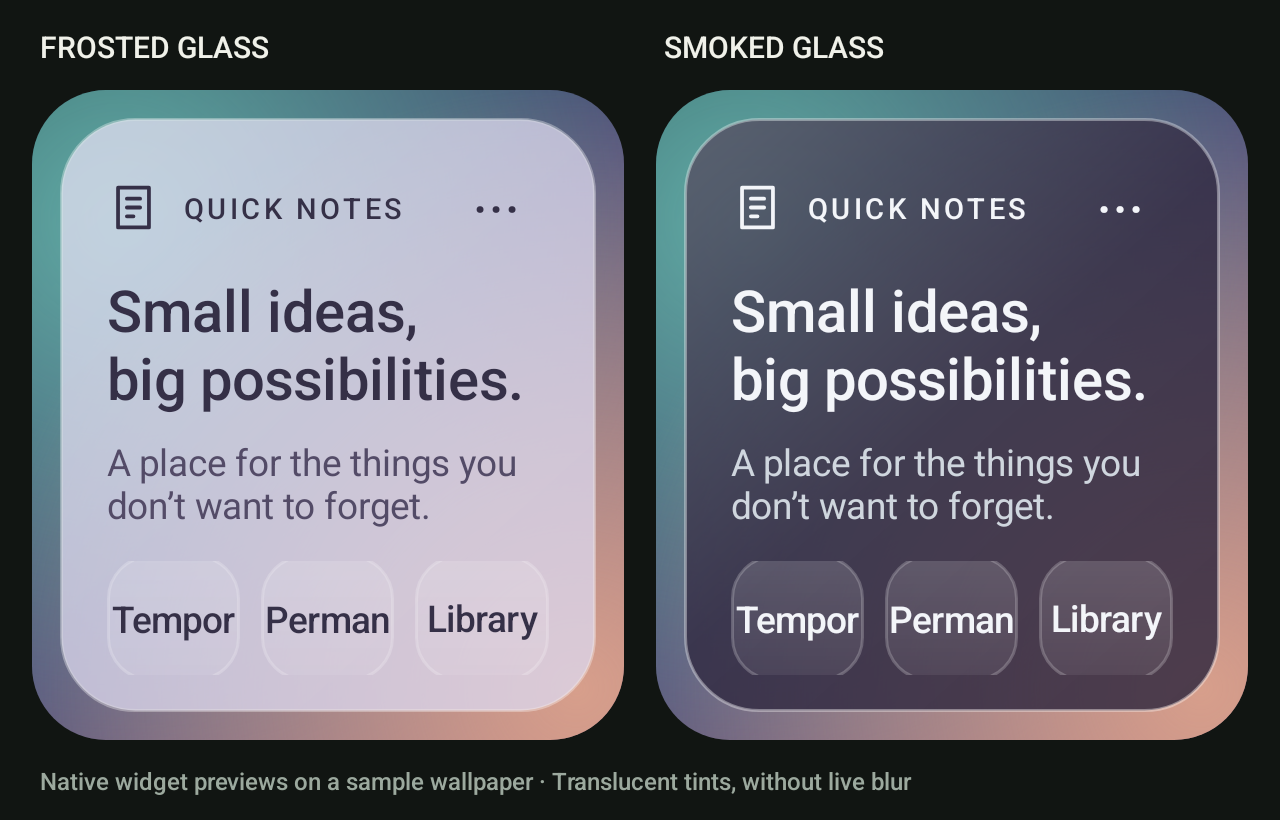 FROSTED GLASS
SMOKED GLASS
QUICK NOTES
Small ideas,
big possibilities.
A place for the things you
don’t want to forget.
Tempor
Perman
Library
QUICK NOTES
Small ideas,
big possibilities.
A place for the things you
don’t want to forget.
Tempor
Perman
Library
Native widget previews on a sample wallpaper · Translucent tints, without live blur